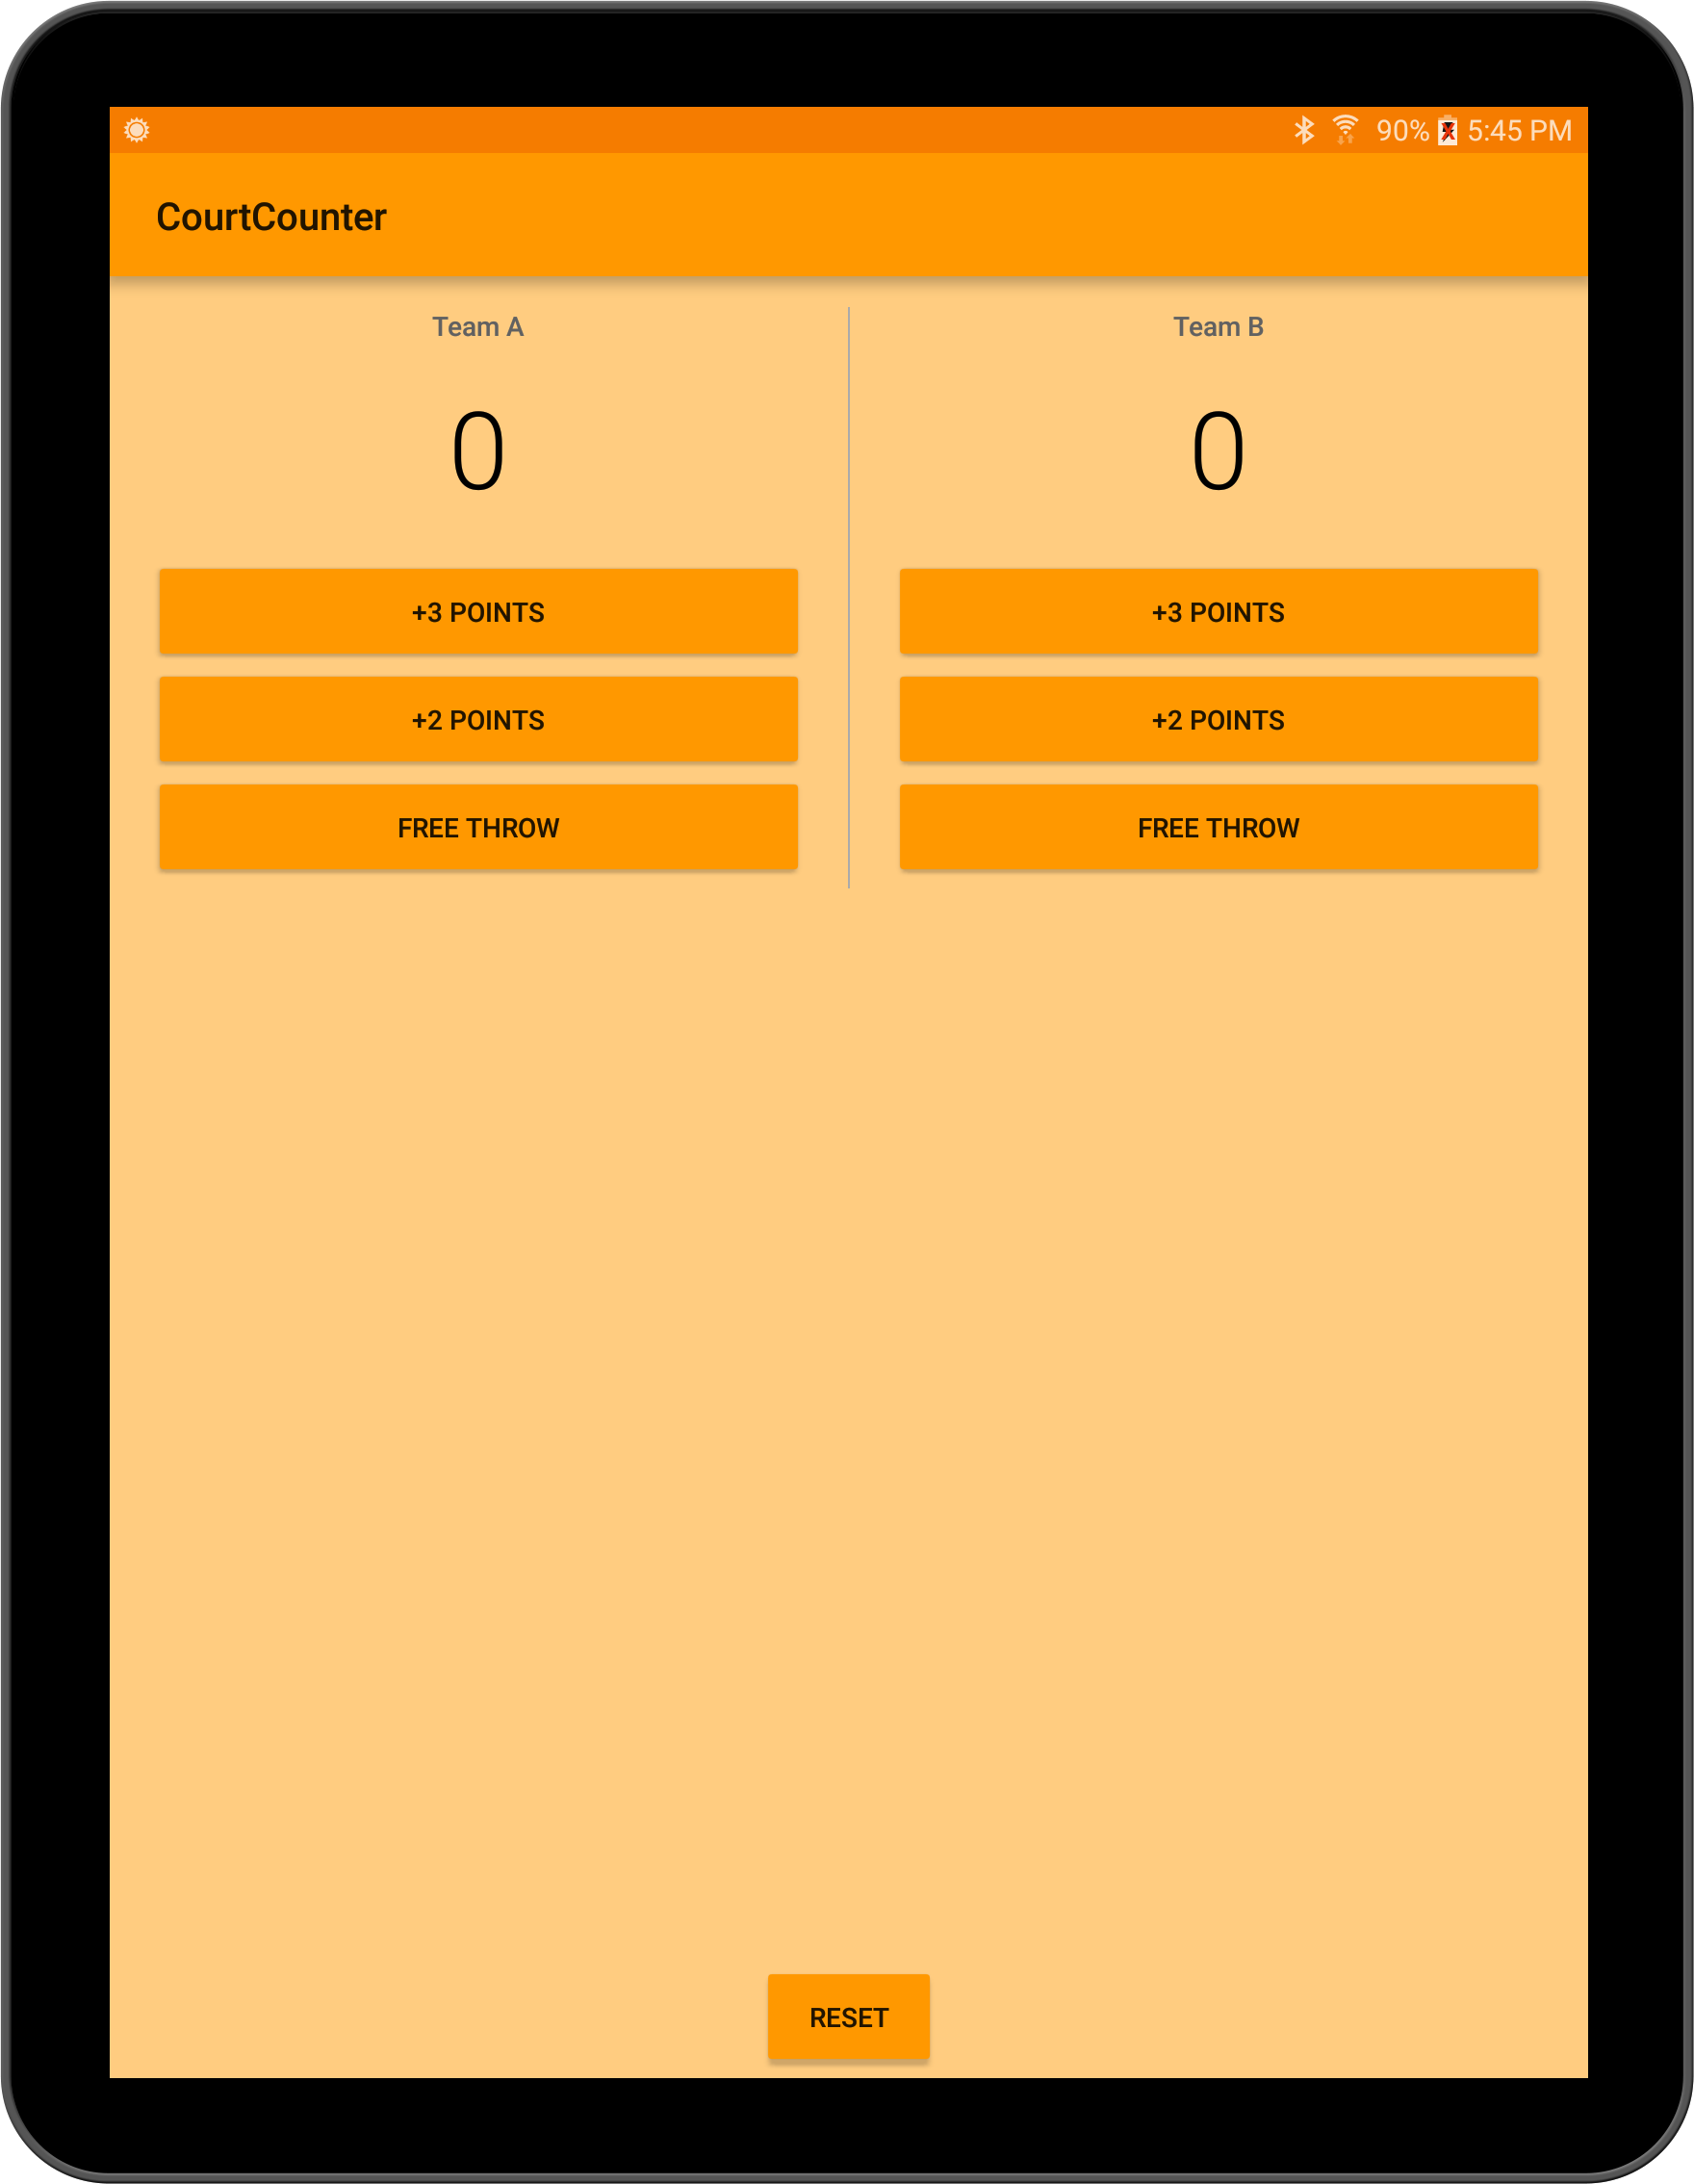 90% 5:45 PM
CourtCounter
Team A
0
+3 POINTS
+2 POINTS
FREE THROW
Team B
0
+3 POINTS
+2 POINTS
FREE THROW
RESET